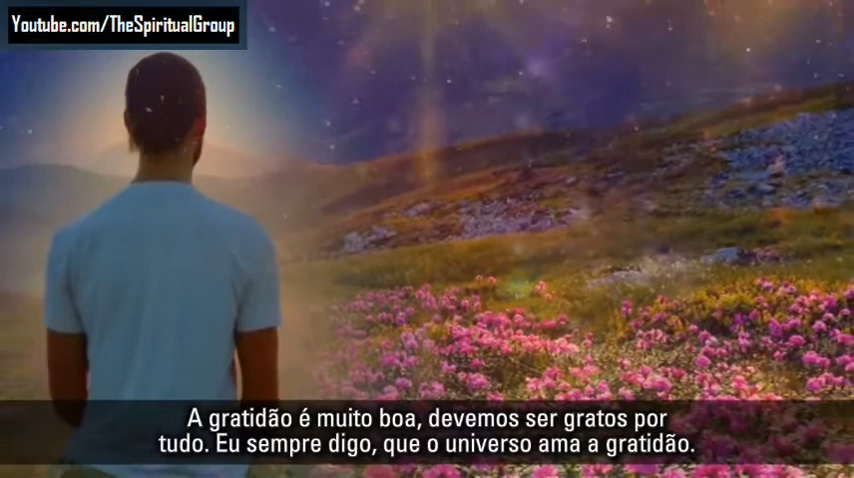 Youtube.com/TheSpiritualGroup
A gratidão é muito boa, devemos ser gratos por
tudo. Eu sempre digo, que o universo ama a gratidão.